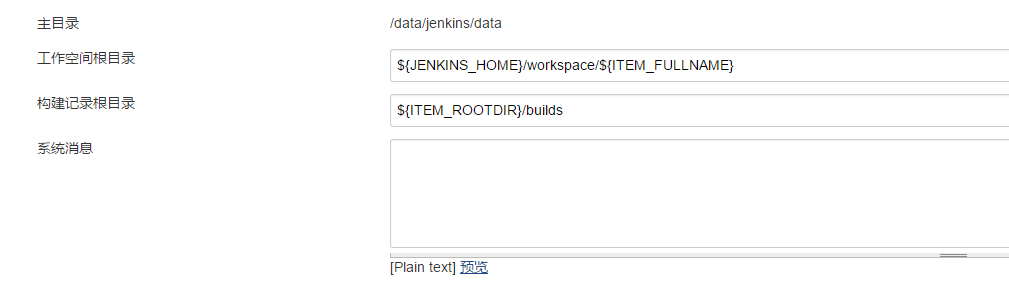 主目录 /data/jenkins/data
工作空间根目录 ${JENKINS_HOME}/workspace/${ITEM_FULLNAME}
构建记录根目录 ${ITEM_ROOTDIR}/builds
系统消息
[Plain text] 预览